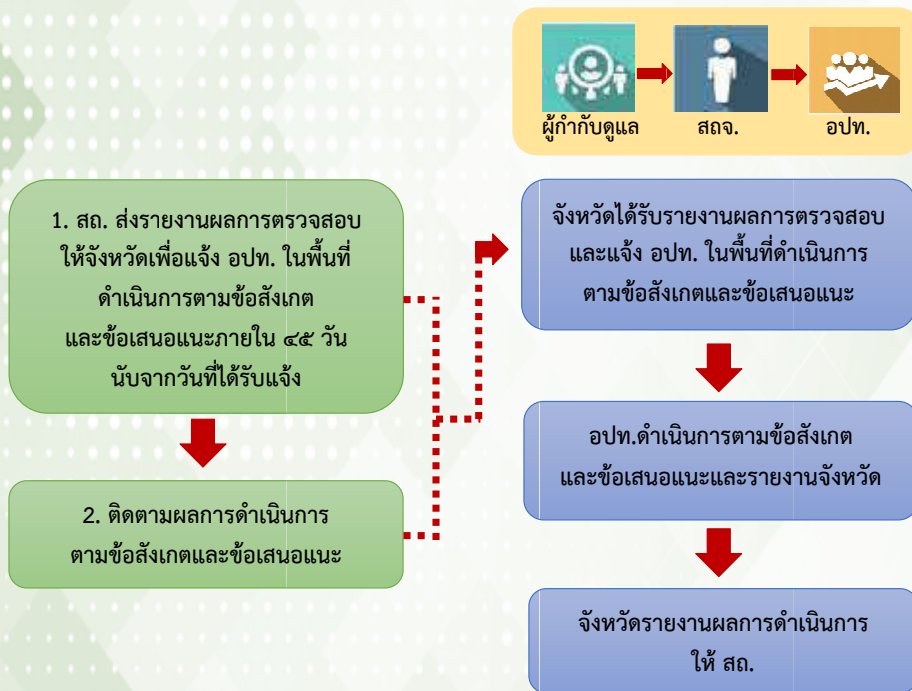 ผู้กำกับดูแล
สถจ.
อปท.
1. สถ. ส่งรายงานผลการตรวจสอบ
ให้จังหวัดเพื่อแจ้ง อปท. ในพื้นที่
ดำเนินการตามข้อสังเกต
และข้อเสนอแนะภายใน ๔๕ วัน
นับจากวันที่ได้รับแจ้ง
2. ติดตามผลการดำเนินการ
ตามข้อสังเกตและข้อเสนอแนะ
จังหวัดได้รับรายงานผลการตรวจสอบ
และแจ้ง อปท. ในพื้นที่ดำเนินการ
ตามข้อสังเกตและข้อเสนอแนะ
อปท.ดำเนินการตามข้อสังเกต
และข้อเสนอแนะและรายงานจังหวัด
จังหวัดรายงานผลการดำเนินการ
ให้ สถ.